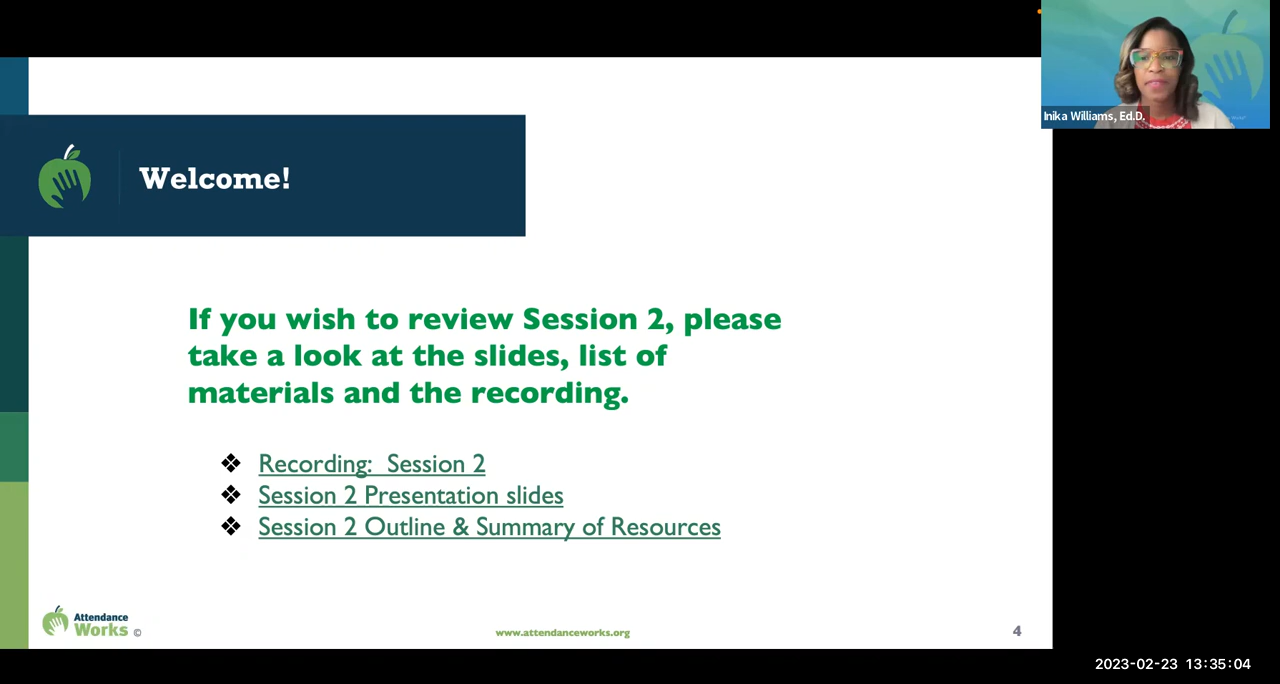 Inika Williams, Ed.D.
Welcome!
If you wish to review Session 2, please
take a look at the slides, list of
materials and the recording.
❖ Recording:  Session 2
❖ Session 2 Presentation slides
❖ Session 2 Outline & Summary of Resources
Attendance
Works ©
www.attendanceworks.org
4
2023-02-23 13:35:04